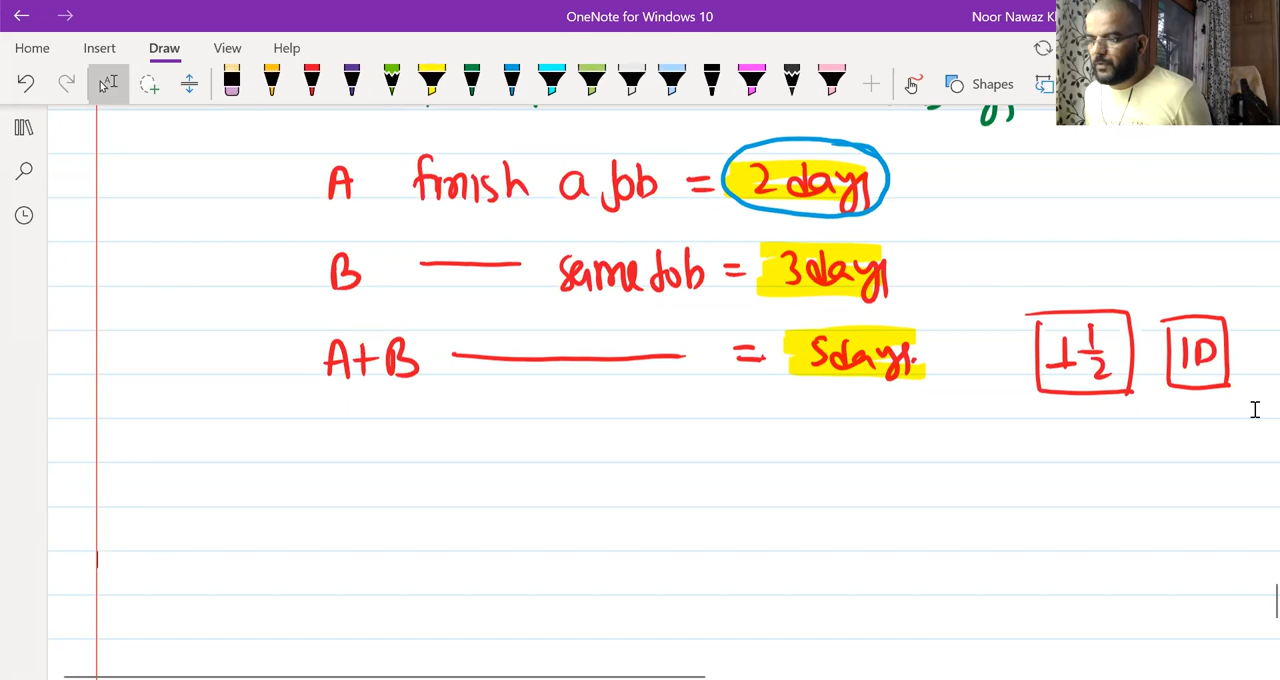 OneNote for Windows 10
Noor Nawaz Kh
Home Insert Draw View Help
Shapes
A finish a job = 2 days
B same Job = 3 days
A+B = 5 days.
1 1/2 1D